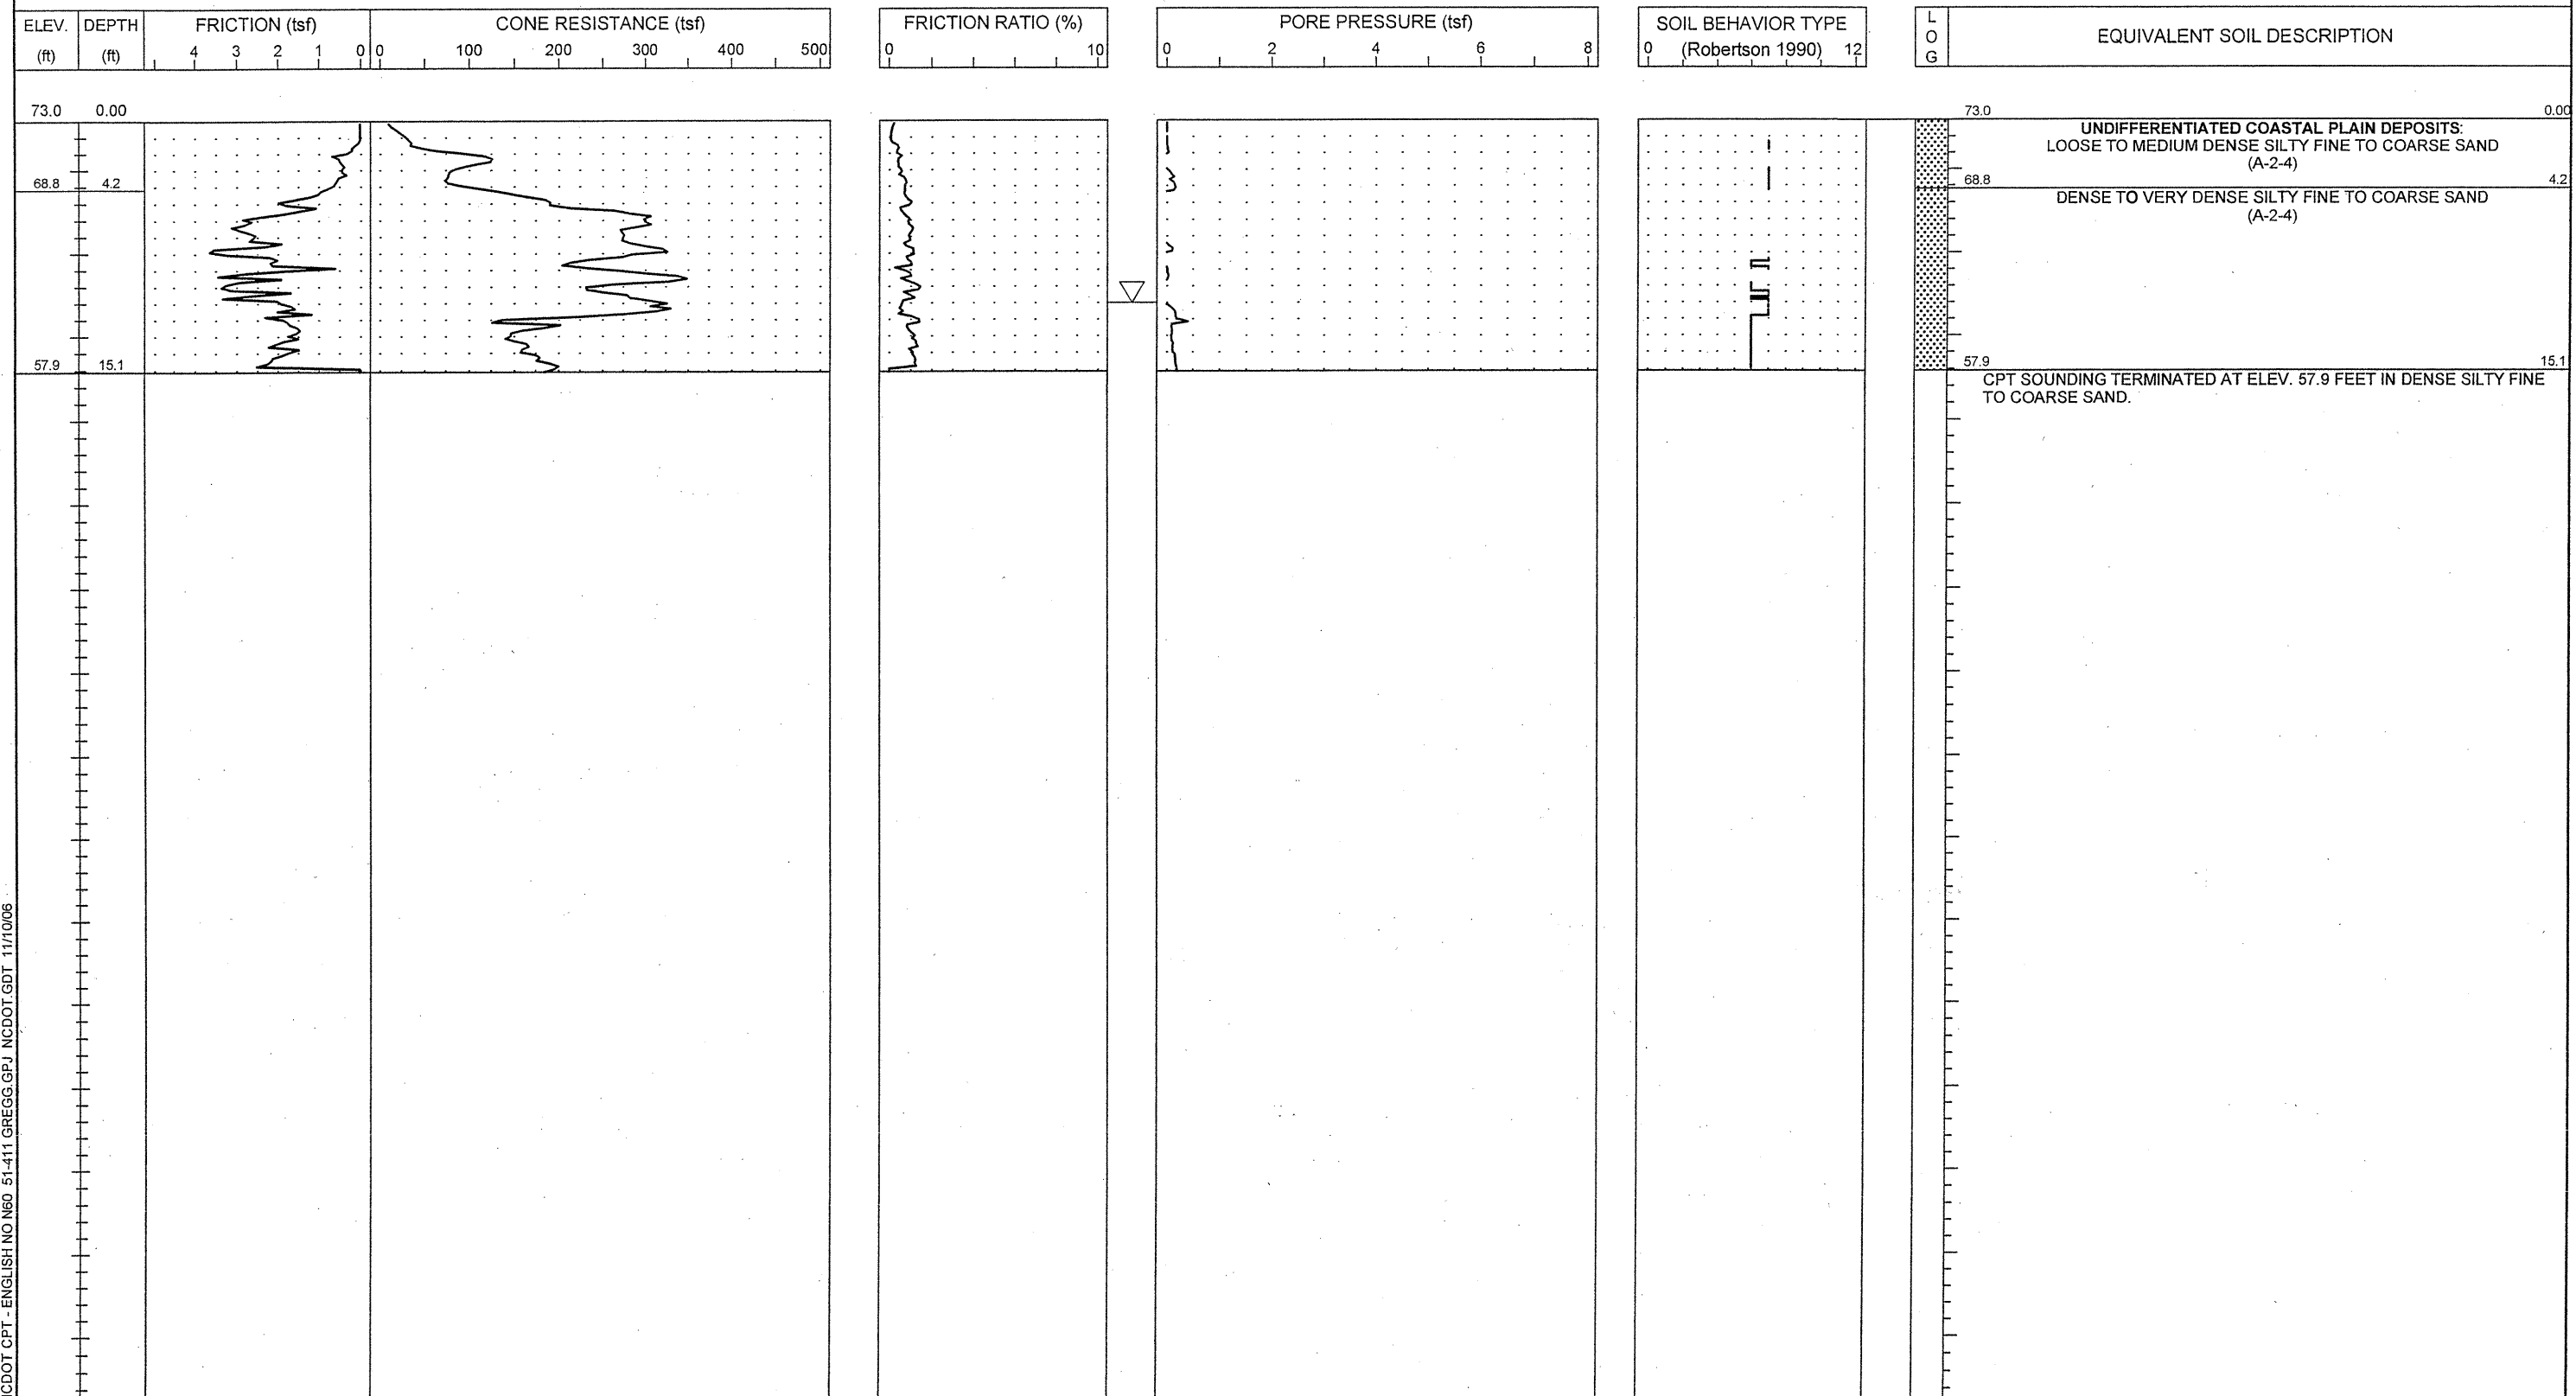 ELEV. DEPTH FRICTION (tsf) CONE RESISTANCE (tsf) FRICTION RATIO (%) PORE PRESSURE (tsf) SOIL BEHAVIOR TYPE LOG EQUIVALENT SOIL DESCRIPTION
(ft) (ft) 4 3 2 1 0 0 100 200 300 400 500 0 10 0 2 4 6 8 0 (Robertson 1990) 12
73.0 0.00 73.0 0.00
UNDIFFERENTIATED COASTAL PLAIN DEPOSITS:
LOOSE TO MEDIUM DENSE SILTY FINE TO COARSE SAND
(A-2-4)
68.8 4.2 68.8 4.2
DENSE TO VERY DENSE SILTY FINE TO COARSE SAND
(A-2-4)
57.9 15.1 57.9 15.1
CPT SOUNDING TERMINATED AT ELEV. 57.9 FEET IN DENSE SILTY FINE
TO COARSE SAND.
CPT - ENGLISH NO N60 51-411 GREGG.GPJ NCDOT.GDT 11/10/06